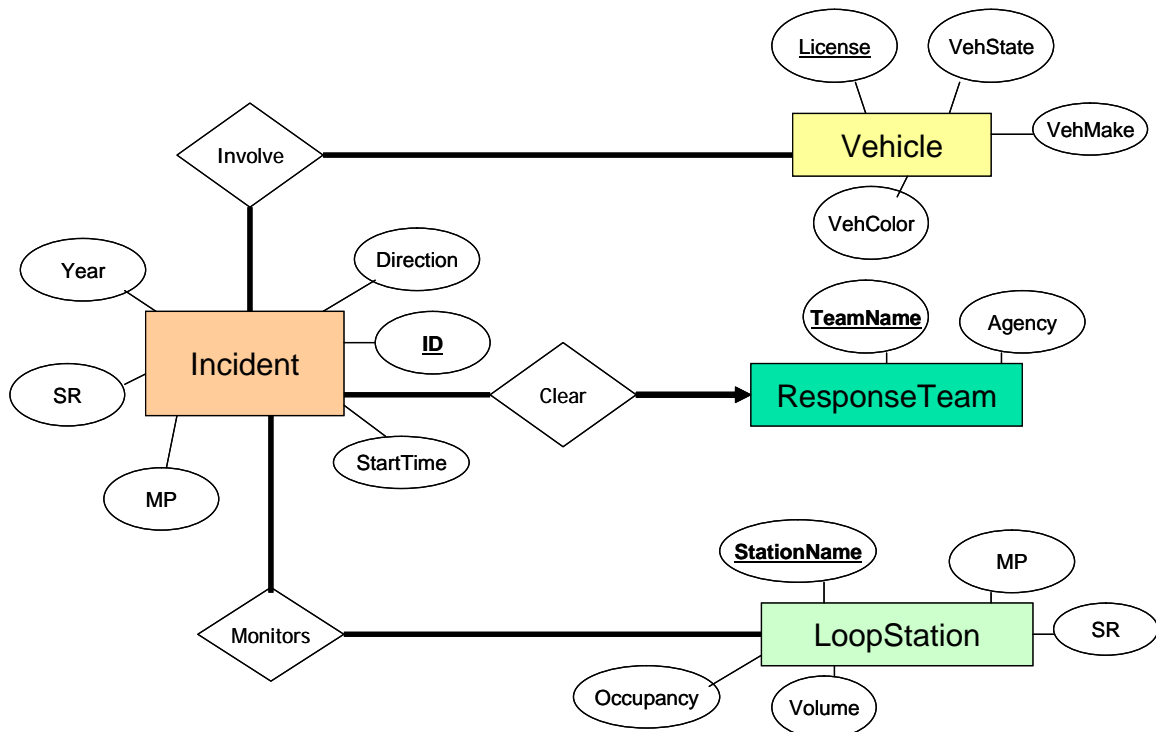 License
VehState
VehMake
Vehicle
Involve
VehColor
Year
Direction
TeamName
Agency
ID
Incident
SR
Clear
ResponseTeam
StartTime
MP
StationName
MP
Monitors
LoopStation
SR
Occupancy
Volume